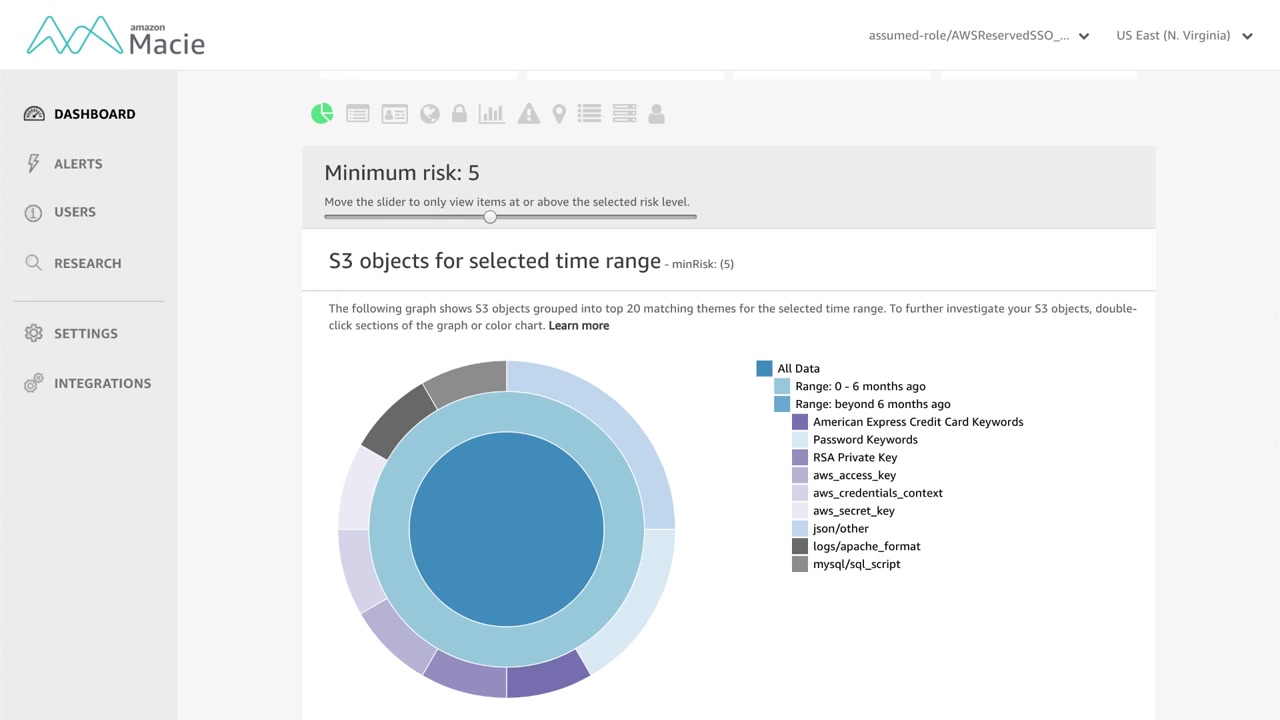 amazon
Macie
assumed-role/AWSReservedSSO_...
US East (N. Virginia)
DASHBOARD
ALERTS
USERS
RESEARCH
SETTINGS
INTEGRATIONS
Minimum risk: 5
Move the slider to only view items at or above the selected risk level.
S3 objects for selected time range - minRisk: (5)
The following graph shows S3 objects grouped into top 20 matching themes for the selected time range. To further investigate your S3 objects, double-
click sections of the graph or color chart. Learn more
All Data
Range: 0 - 6 months ago
Range: beyond 6 months ago
American Express Credit Card Keywords
Password Keywords
RSA Private Key
aws_access_key
aws_credentials_context
aws_secret_key
json/other
logs/apache_format
mysql/sql_script